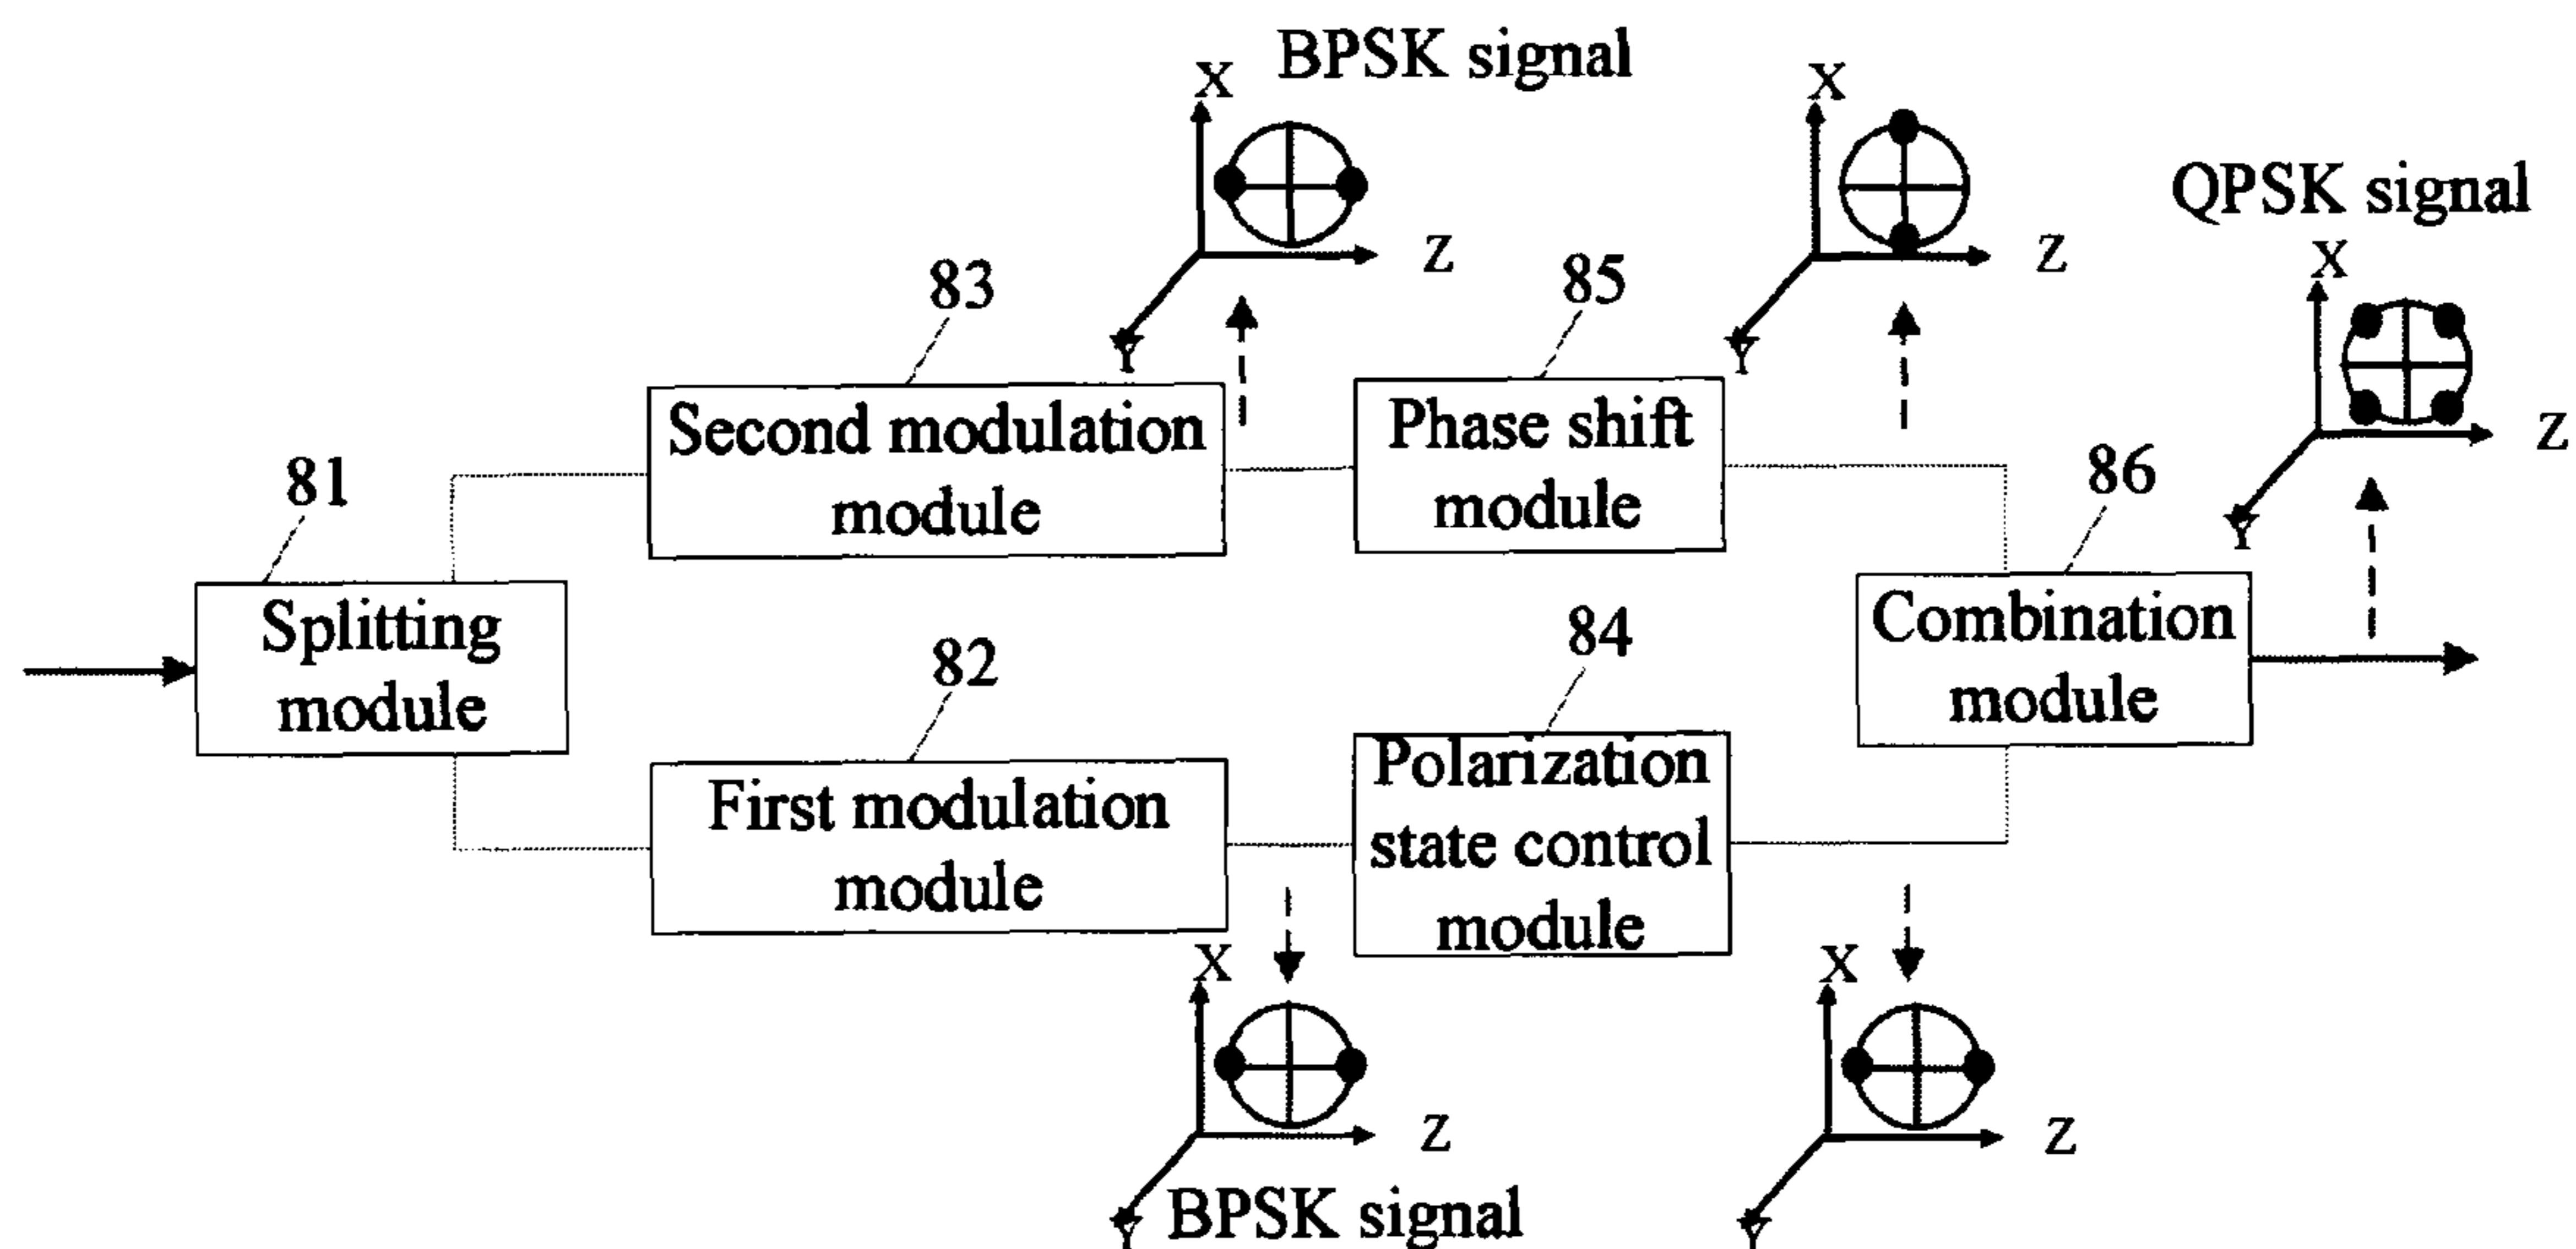 BPSK signal
X
X
QPSK signal
Z
Z
X
83
85
Y
Y
Second modulation
module
Phase shift
module
Z
81
86
Y
Splitting
module
82
84
Combination
module
First modulation
module
Polarization
state control
module
X
X
Z
Z
Y
BPSK signal
Y